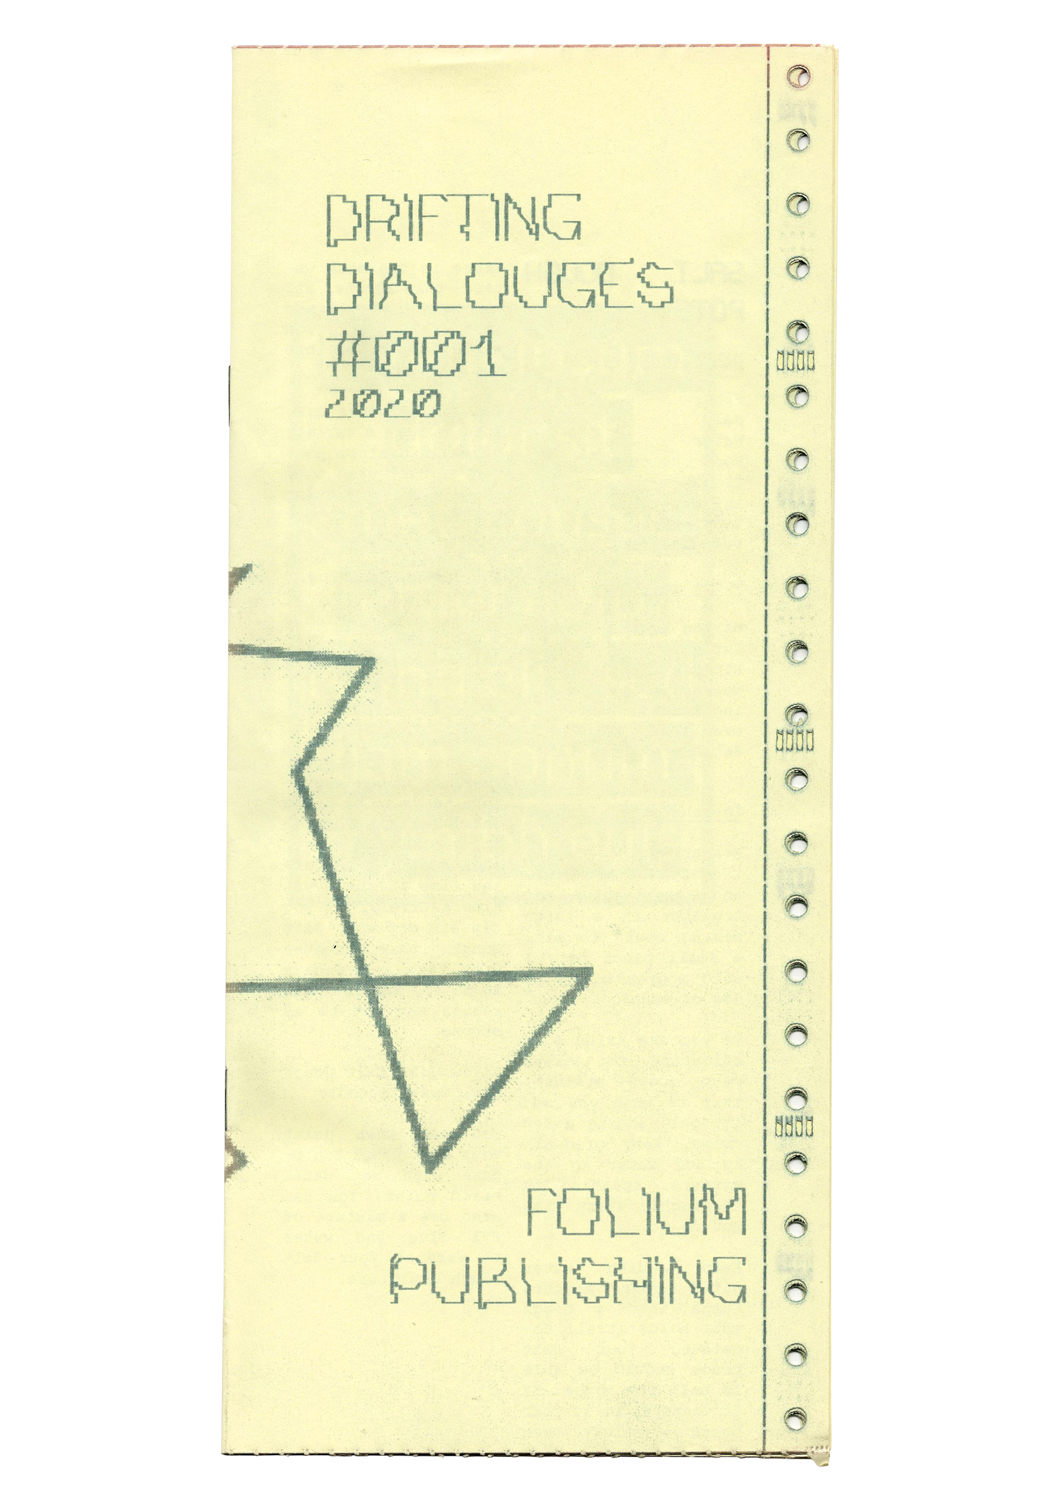 DRIFTING
DIALOUGES
#001
2020
FOLIUM
PUBLISHING